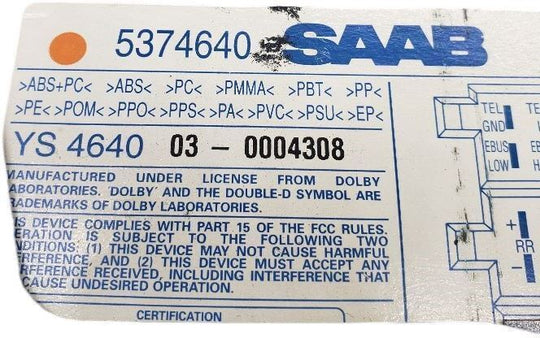 5374640 SAAB
>ABS+PC< >ABS< >PC< >PMMA< >PBT< >PP<
>PE< >POM< >PPO< >PPS< >PA< >PVC< >PSU< >EP<
YS 4640 03 - 0004308
MANUFACTURED UNDER LICENSE FROM DOLBY
LABORATORIES. 'DOLBY' AND THE DOUBLE-D SYMBOL ARE
TRADEMARKS OF DOLBY LABORATORIES.
IS DEVICE COMPLIES WITH PART 15 OF THE FCC RULES.
ERATION IS SUBJECT TO THE FOLLOWING TWO
NDITIONS: (1) THIS DEVICE MAY NOT CAUSE HARMFUL
RFERENCE, AND (2) THIS DEVICE MUST ACCEPT ANY
RFERENCE RECEIVED, INCLUDING INTERFERENCE THAT
CAUSE UNDESIRED OPERATION.
CERTIFICATION
TEL
GND
EBUS
LOW
+
RR
-